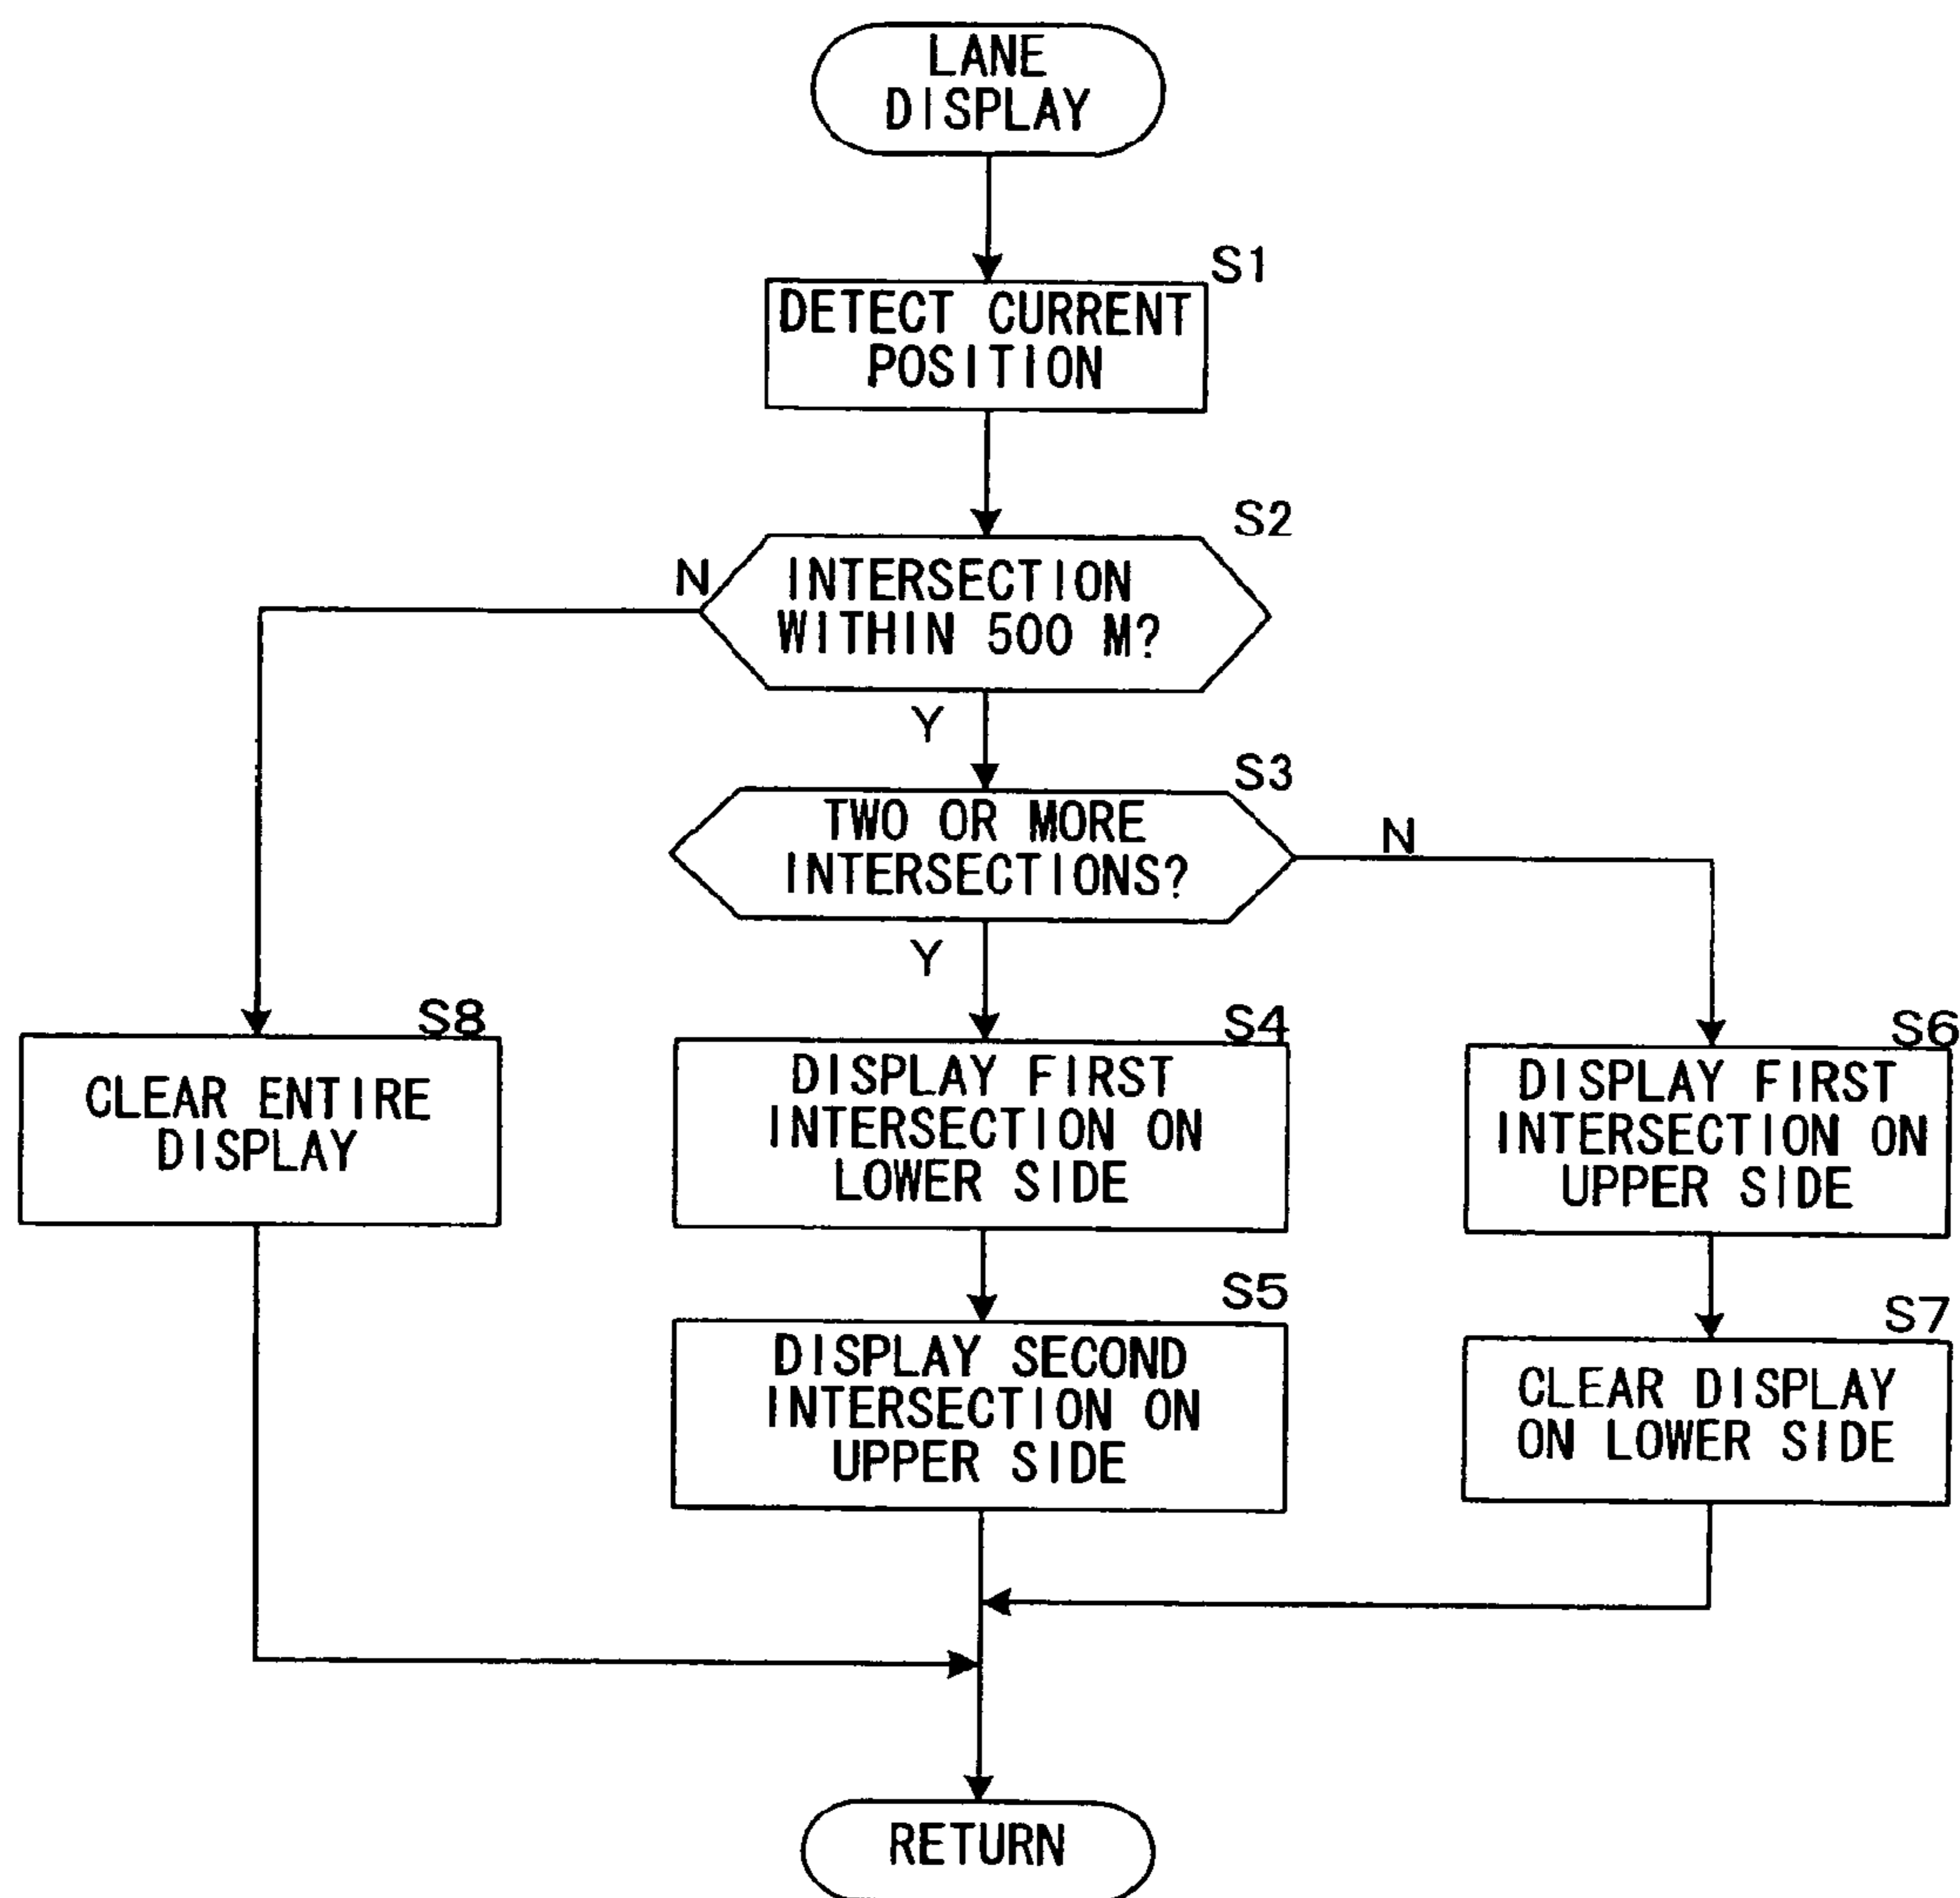 LANE
DISPLAY
S1
DETECT CURRENT
POSITION
S2
N
INTERSECTION
WITHIN 500 M?
Y
S3
TWO OR MORE
INTERSECTIONS?
N
Y
S8
CLEAR ENTIRE
DISPLAY
S4
DISPLAY FIRST
INTERSECTION ON
LOWER SIDE
S6
DISPLAY FIRST
INTERSECTION ON
UPPER SIDE
S5
DISPLAY SECOND
INTERSECTION ON
UPPER SIDE
S7
CLEAR DISPLAY
ON LOWER SIDE
RETURN